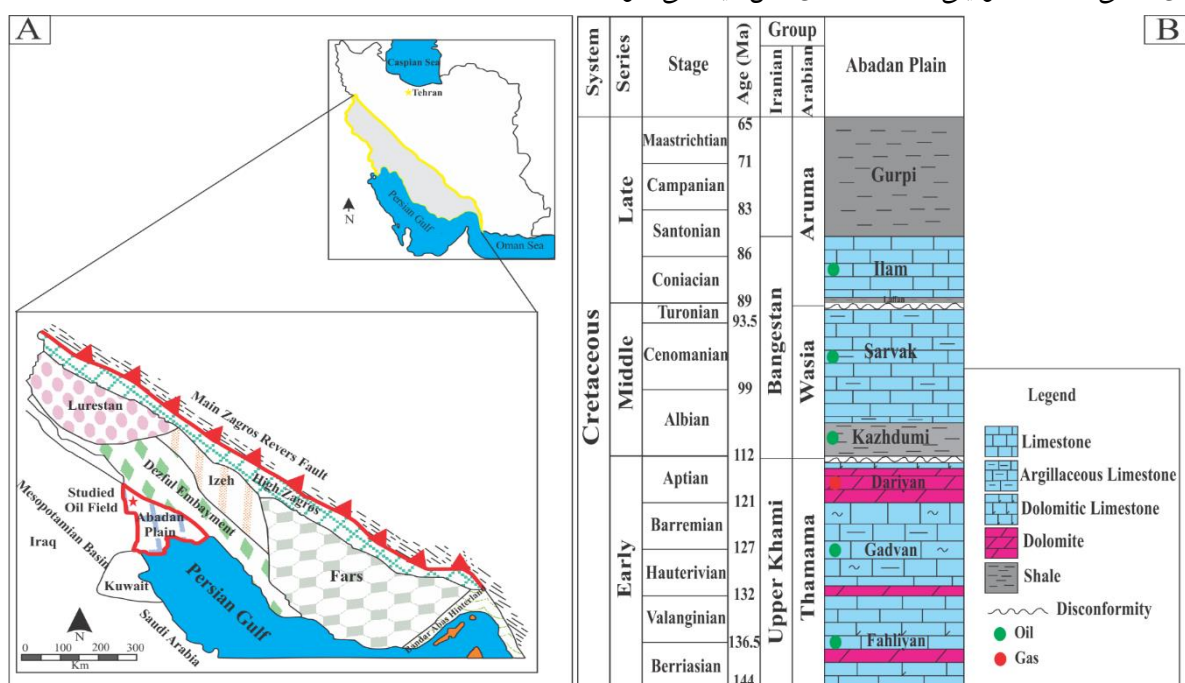 A
Caspian Sea
Tehran
Persian Gulf
N
Oman Sea
Lurestan
Main Zagros Revers Fault
Dezful Embayment
Izeh
High Zagros
Studied
Oil Field
Abadan
Plain
Mesopotamian Basin
Iraq
Kuwait
Persian Gulf
Fars
Bandar Abas Hinterland
Saudi Arabia
N
0 100 200 300
Km
B
System
Series
Stage
Age (Ma)
Group
Iranian
Arabian
Abadan Plain
Cretaceous
Late
Middle
Early
Maastrichtian
Campanian
Santonian
Coniacian
Turonian
Cenomanian
Albian
Aptian
Barremian
Hauterivian
Valanginian
Berriasian
65
71
83
86
89
93.5
99
112
121
127
132
136.5
144
Bangestan
Upper Khami
Aruma
Wasia
Thamama
Gurpi
Ilam
Laffan
Sarvak
Kazhdumi
Dariyan
Gadvan
Fahliyan
Legend
Limestone
Argillaceous Limestone
Dolomitic Limestone
Dolomite
Shale
Disconformity
Oil
Gas